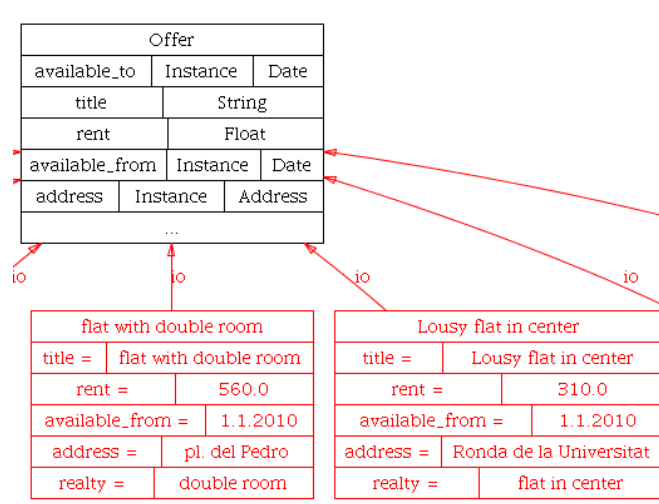 Offer
available_to Instance Date
title String
rent Float
available_from Instance Date
address Instance Address
...
io io io io
flat with double room
title = flat with double room
rent = 560.0
available_from = 1.1.2010
address = pl. del Pedro
realty = double room
Lousy flat in center
title = Lousy flat in center
rent = 310.0
available_from = 1.1.2010
address = Ronda de la Universitat
realty = flat in center